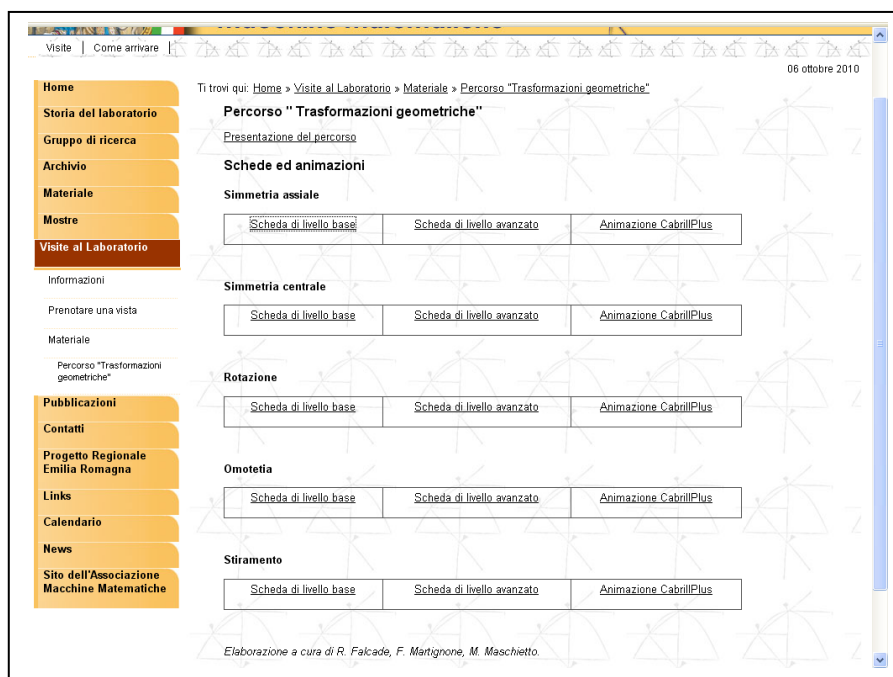 Visite | Come arrivare |
06 ottobre 2010
Ti trovi qui: Home » Visite al Laboratorio » Materiale » Percorso "Trasformazioni geometriche"
Home
Storia del laboratorio
Gruppo di ricerca
Archivio
Materiale
Mostre
Visite al Laboratorio
Informazioni
Prenotare una vista
Materiale
Percorso "Trasformazioni
geometriche"
Pubblicazioni
Contatti
Progetto Regionale
Emilia Romagna
Links
Calendario
News
Sito dell'Associazione
Macchine Matematiche
Percorso " Trasformazioni geometriche"
Presentazione del percorso
Schede ed animazioni
Simmetria assiale
Scheda di livello base Scheda di livello avanzato Animazione CabrillPlus
Simmetria centrale
Scheda di livello base Scheda di livello avanzato Animazione CabrillPlus
Rotazione
Scheda di livello base Scheda di livello avanzato Animazione CabrillPlus
Omotetia
Scheda di livello base Scheda di livello avanzato Animazione CabrillPlus
Stiramento
Scheda di livello base Scheda di livello avanzato Animazione CabrillPlus
Elaborazione a cura di R. Falcade, F. Martignone, M. Maschietto.